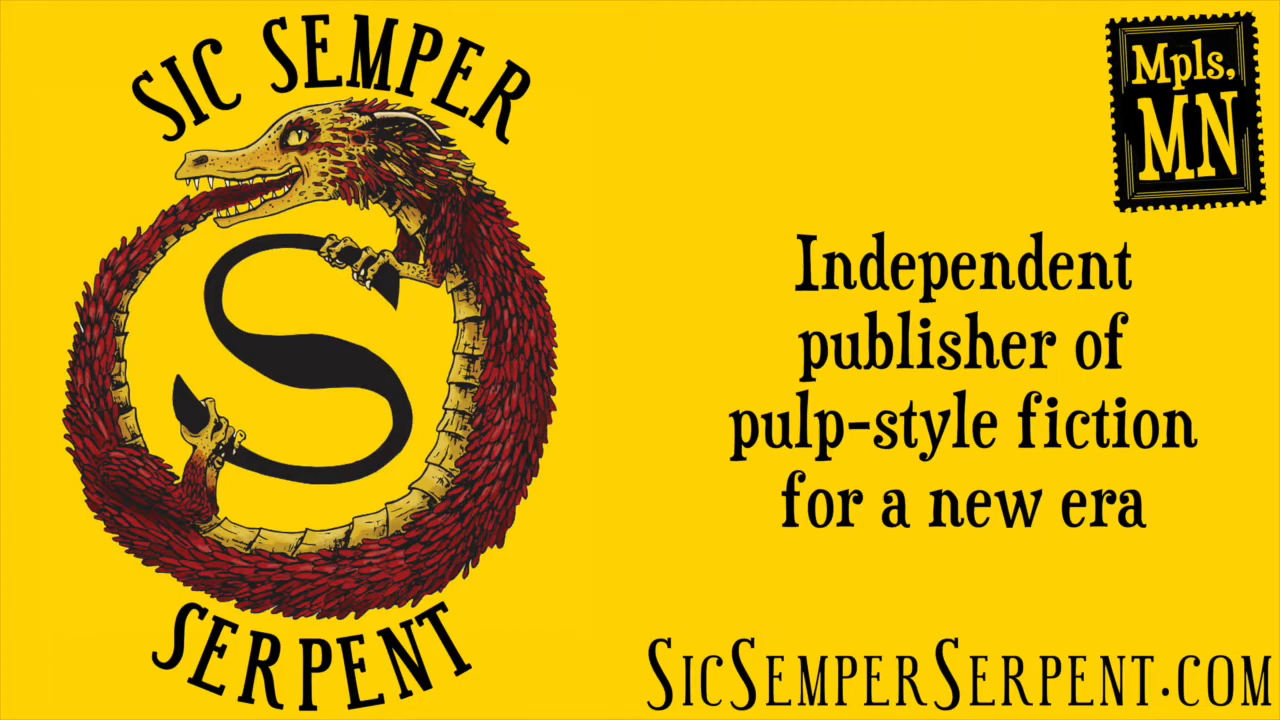 SIC SEMPER
SERPENT
S
Mpls,
MN
Independent
publisher of
pulp-style fiction
for a new era
SICSEMPERSERPENT.COM